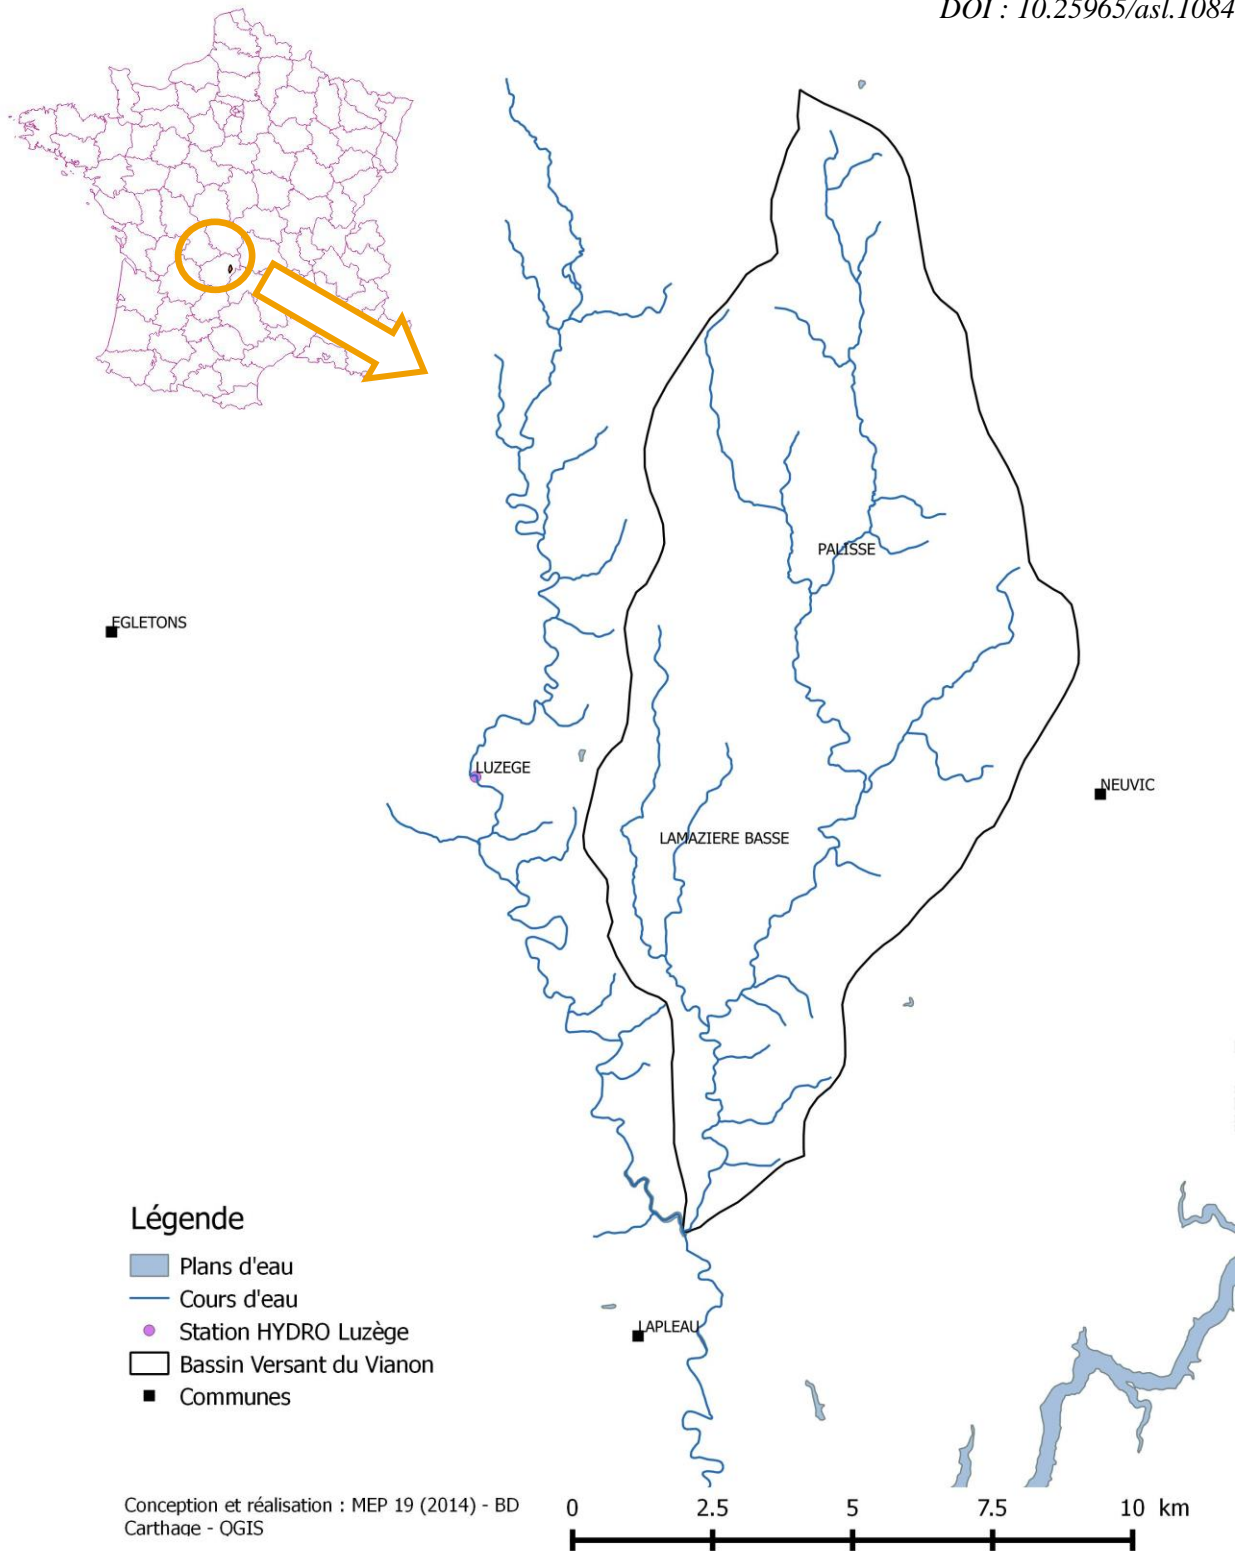 DOI : 10.25965/asl.1084
PALISSE
EGLETONS
LUZEGE
NEUVIC
LAMAZIERE BASSE
LAPLEAU
Légende
Plans d'eau
Cours d'eau
Station HYDRO Luzège
Bassin Versant du Vianon
Communes
Conception et réalisation : MEP 19 (2014) - BD
Carthage - QGIS
0 2.5 5 7.5 10 km